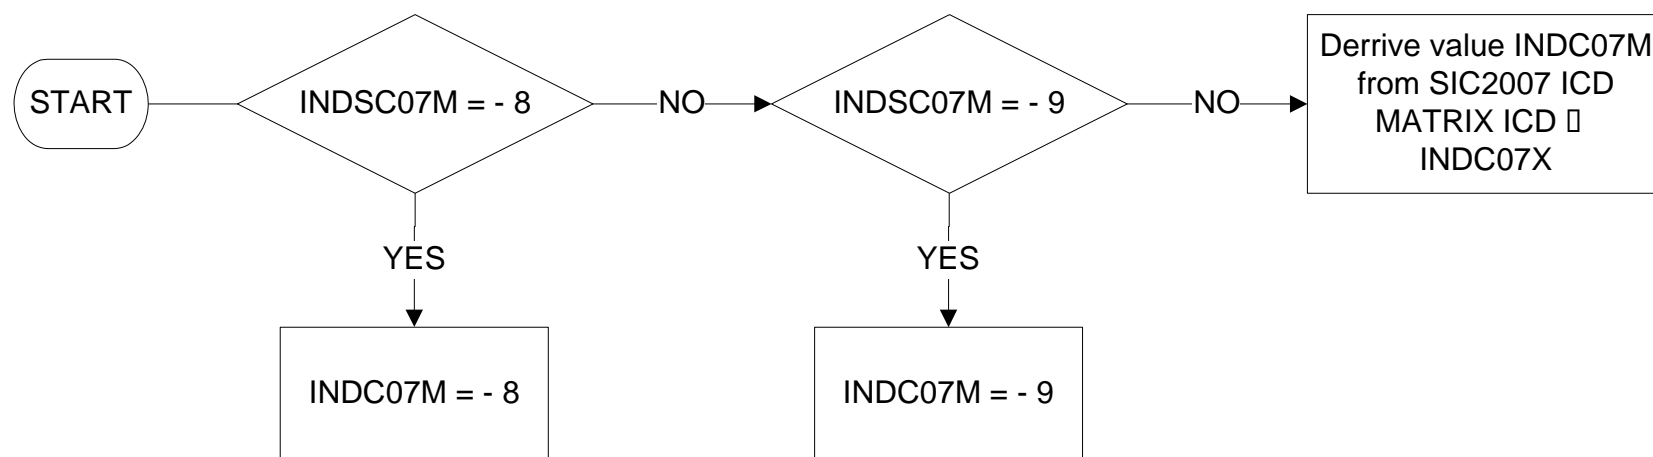 START
INDSC07M = - 8
NO
INDSC07M = - 9
NO
Derrive value INDC07M
from SIC2007 ICD
MATRIX ICD ▯
INDC07X
YES
YES
INDC07M = - 8
INDC07M = - 9